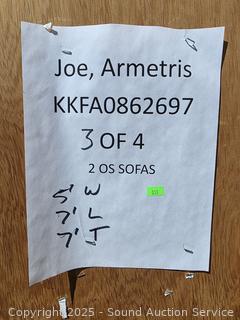 Joe, Armetris
KKFA0862697
3 OF 4
2 OS SOFAS
5' W
7' L
7' T
Copyright 2025 - Sound Auction Service